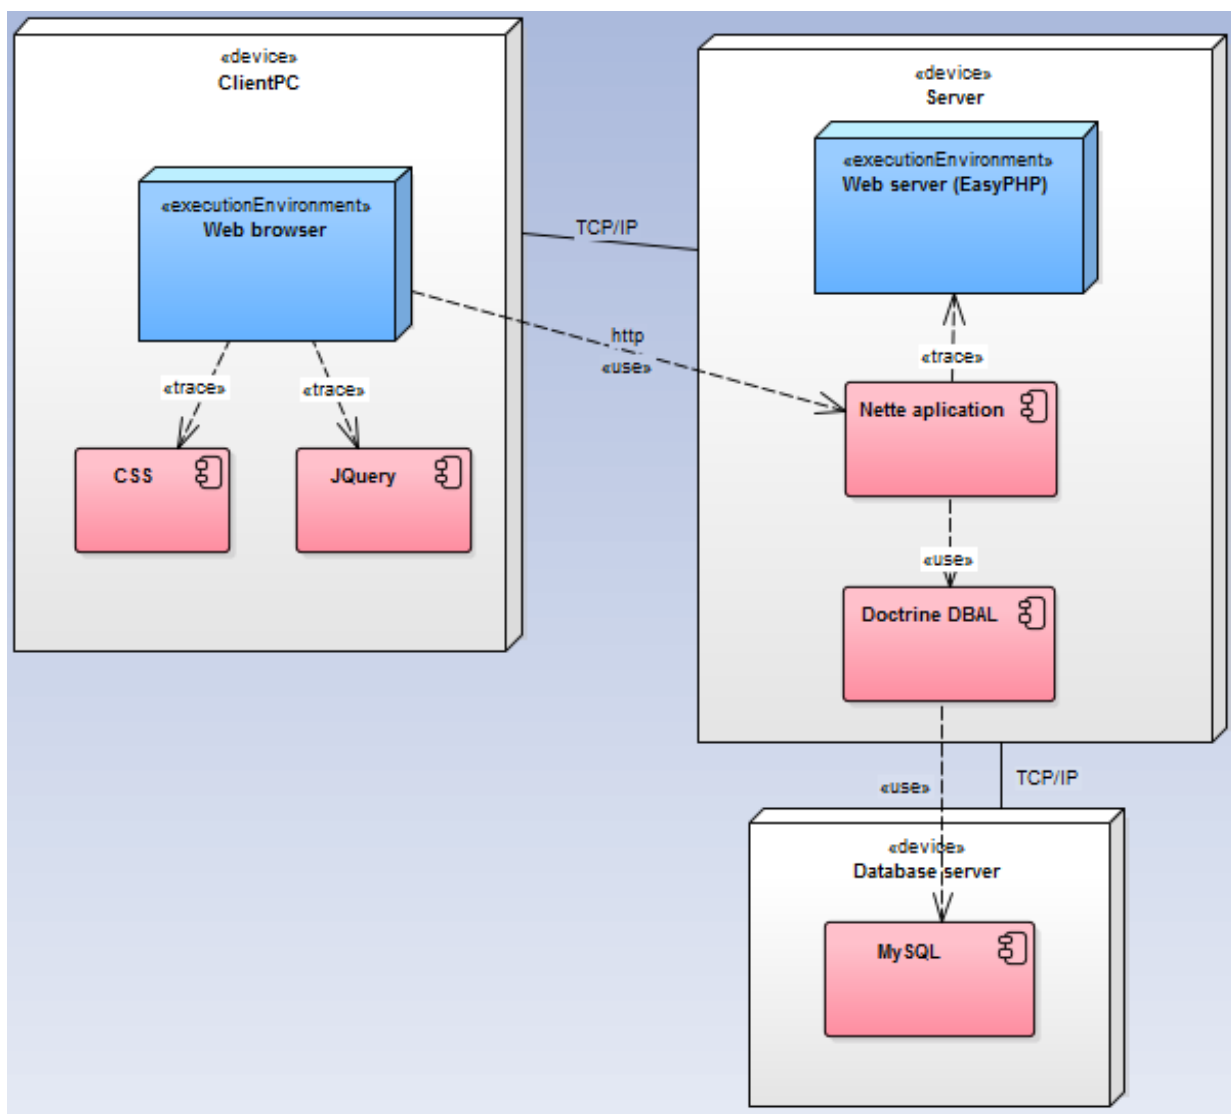 «device»
ClientPC
«executionEnvironment»
Web browser
«trace»
«trace»
CSS
JQuery
TCP/IP
http
«use»
«device»
Server
«executionEnvironment»
Web server (EasyPHP)
«trace»
Nette aplication
«use»
Doctrine DBAL
«use»
TCP/IP
«device»
Database server
MySQL